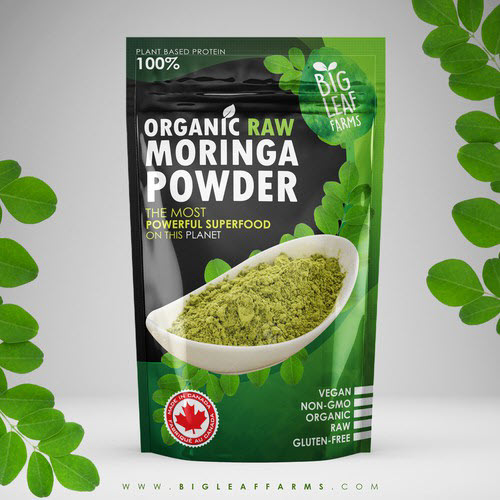 PLANT BASED PROTEIN
100%
BIG
LEAF
FARMS
ORGANIC RAW
MORINGA
POWDER
THE MOST
POWERFUL SUPERFOOD
ON THIS PLANET
MADE IN CANADA
FABRIQUÉ AU CANADA
VEGAN
NON-GMO
ORGANIC
RAW
GLUTEN-FREE
WWW.BIGLEAFFARMS.COM